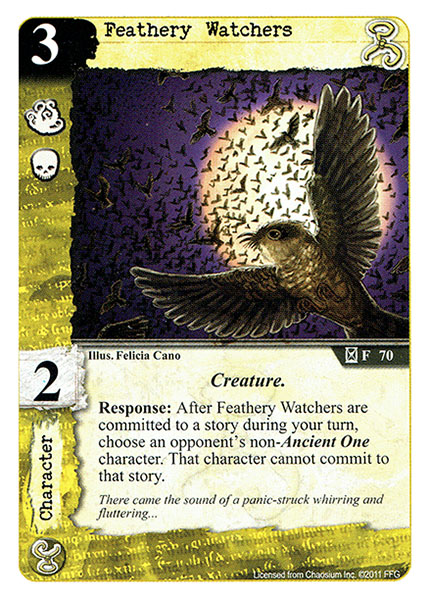 3
Feathery Watchers
Illus. Felicia Cano
F 70
2
Character
Creature.
Response: After Feathery Watchers are
committed to a story during your turn,
choose an opponent's non-Ancient One
character. That character cannot commit to
that story.
There came the sound of a panic-struck whirring and
fluttering...
Licensed from Chaosium Inc. ©2011 FFG